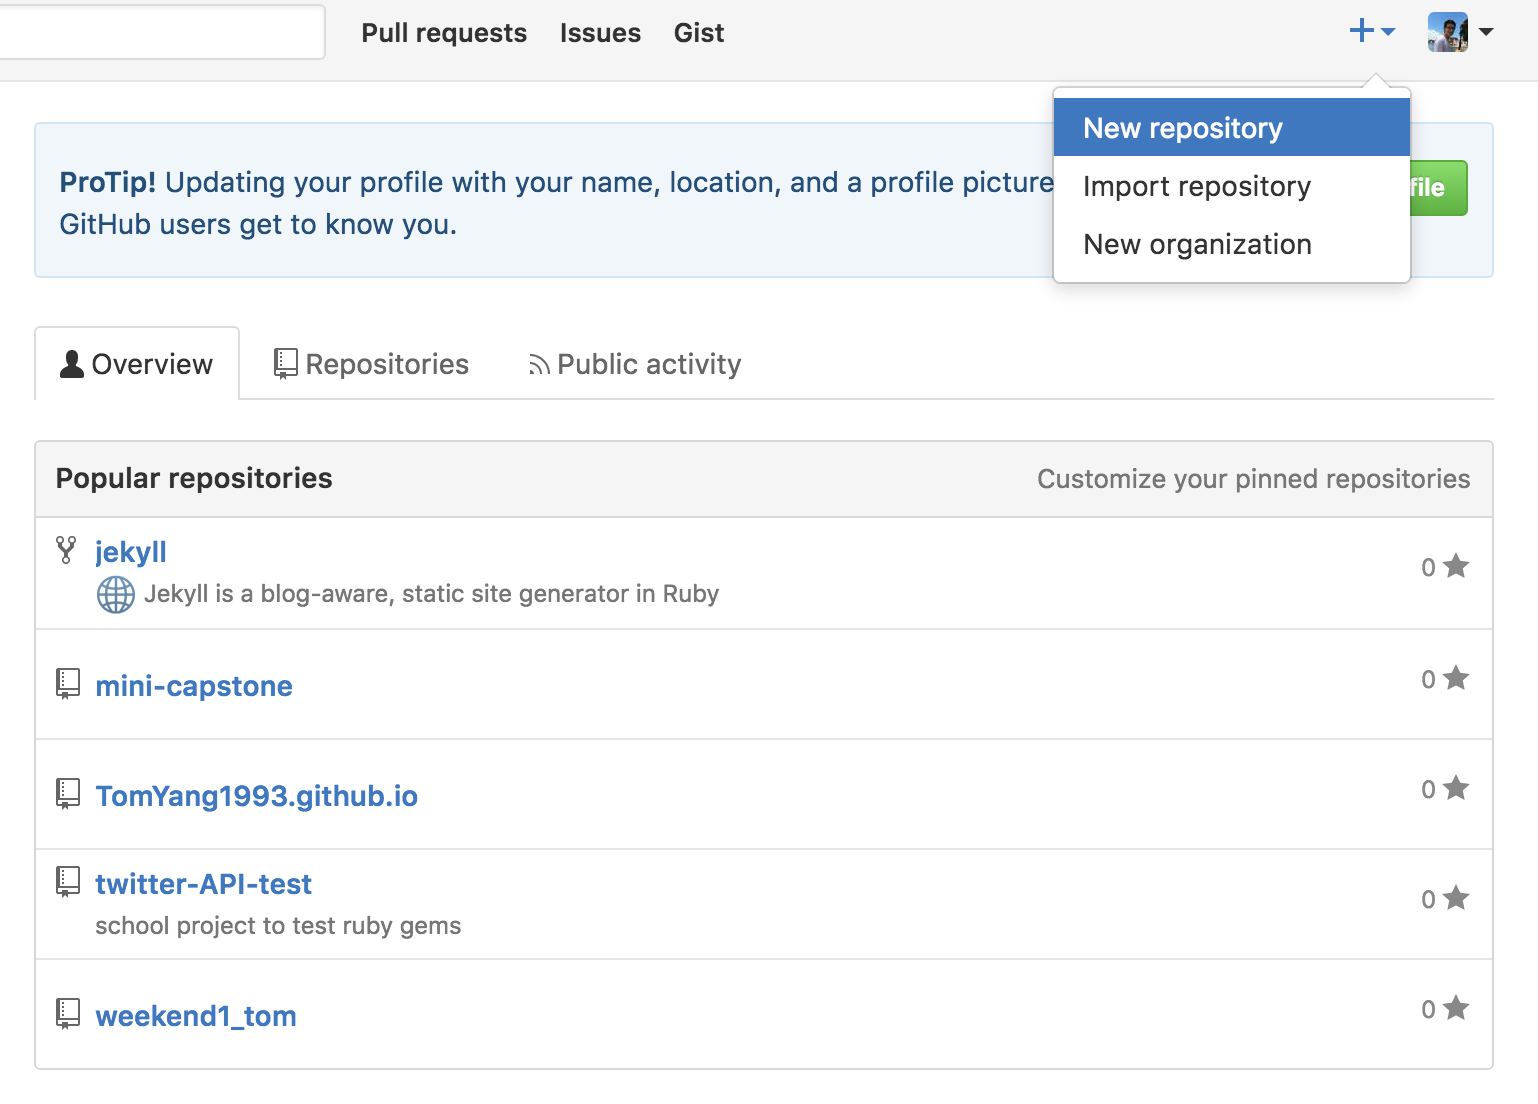 Pull requests Issues Gist
New repository
Import repository
New organization
ProTip! Updating your profile with your name, location, and a profile picture
GitHub users get to know you.
Overview Repositories Public activity
Popular repositories Customize your pinned repositories
jekyll
0
Jekyll is a blog-aware, static site generator in Ruby
mini-capstone 0
TomYang1993.github.io 0
twitter-API-test
0
school project to test ruby gems
weekend1_tom 0